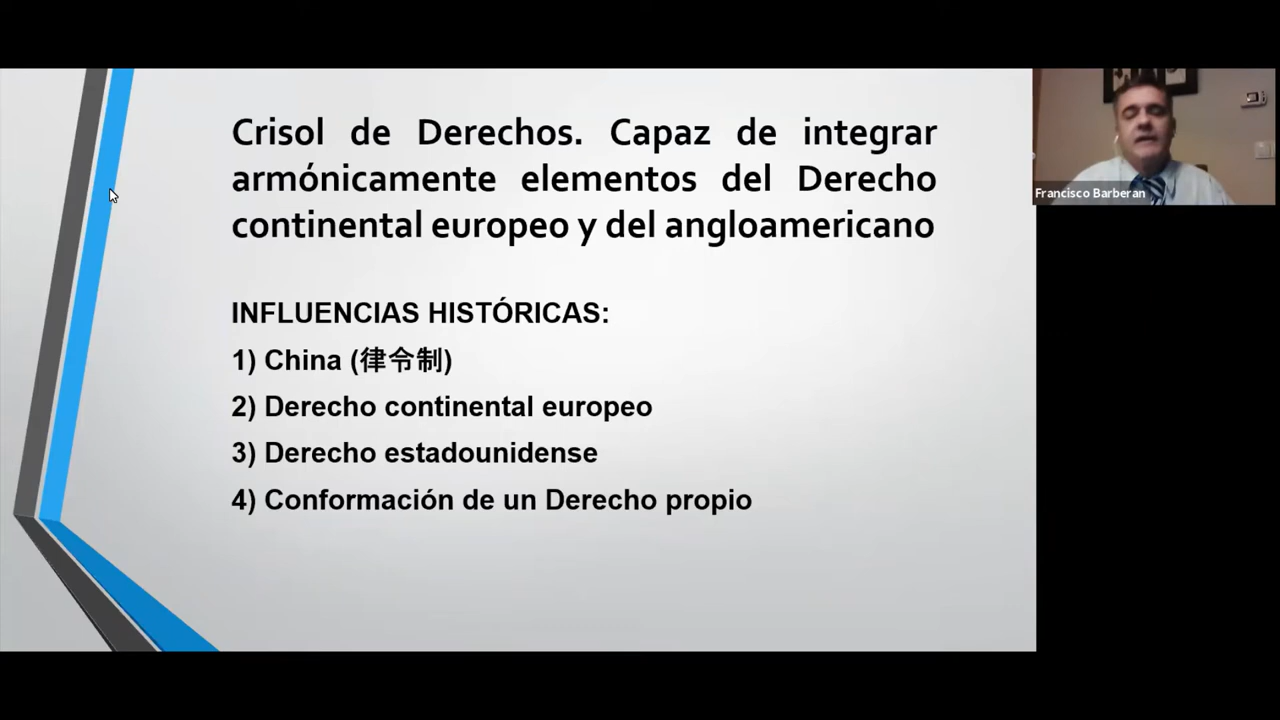 Crisol de Derechos. Capaz de integrar
armónicamente elementos del Derecho
continental europeo y del angloamericano
INFLUENCIAS HISTÓRICAS:
1) China (律令制)
2) Derecho continental europeo
3) Derecho estadounidense
4) Conformación de un Derecho propio
Francisco Barberan